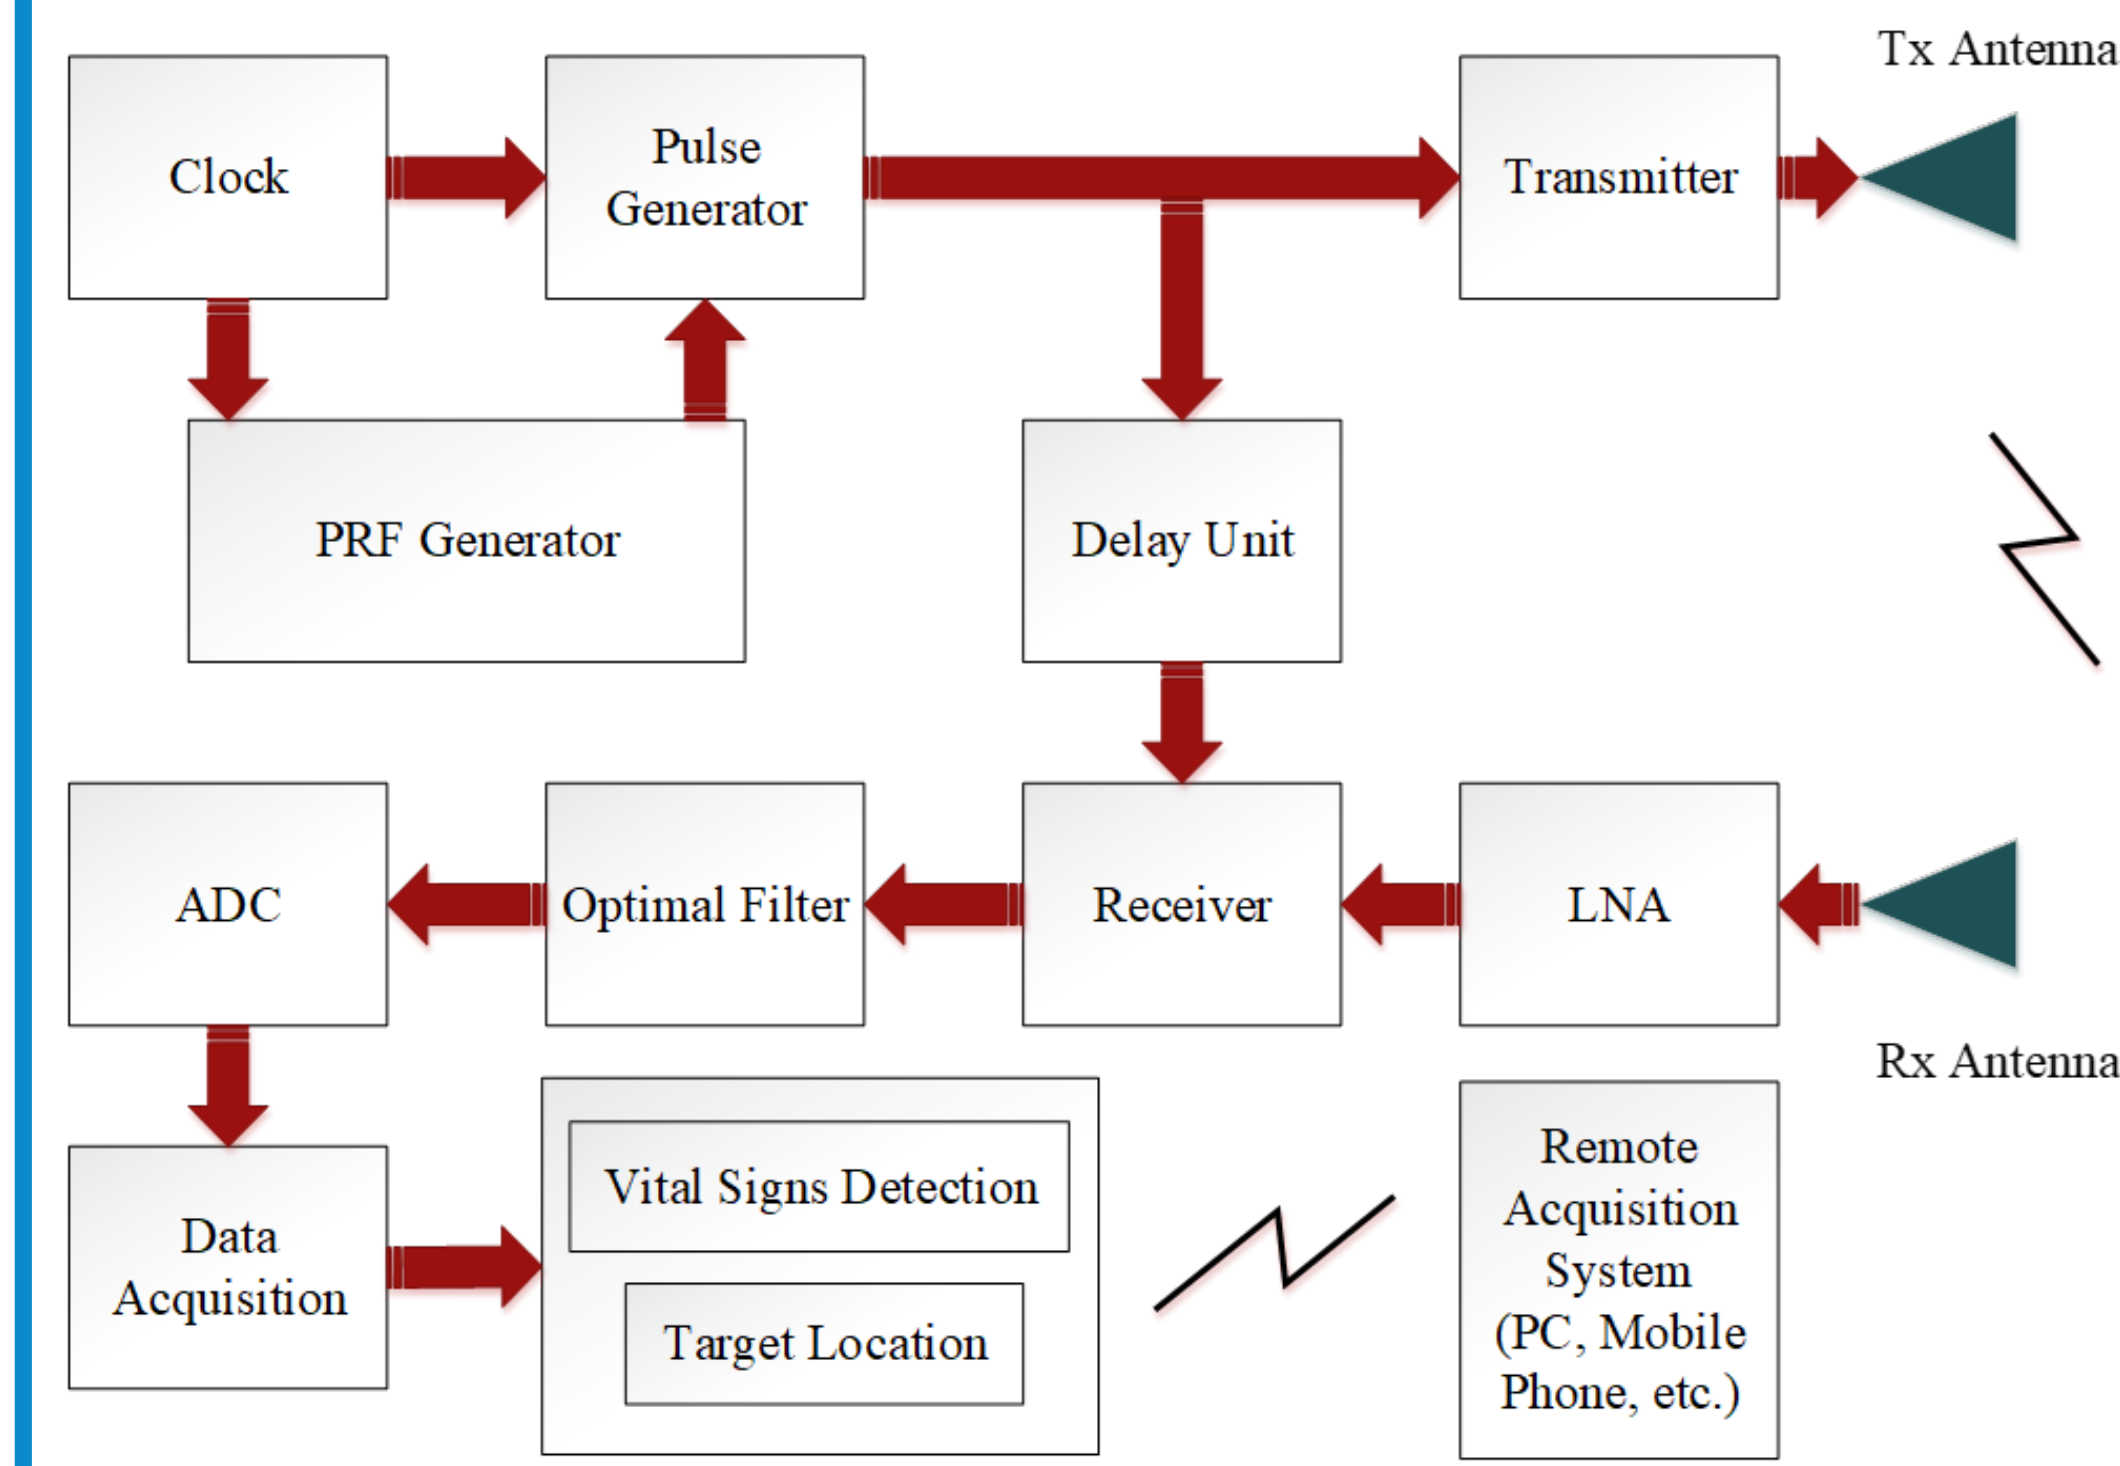 Tx Antenna
Clock
Pulse
Generator
Transmitter
PRF Generator
Delay Unit
ADC
Optimal Filter
Receiver
LNA
Rx Antenna
Data
Acquisition
Vital Signs Detection
Target Location
Remote
Acquisition
System
(PC, Mobile
Phone, etc.)